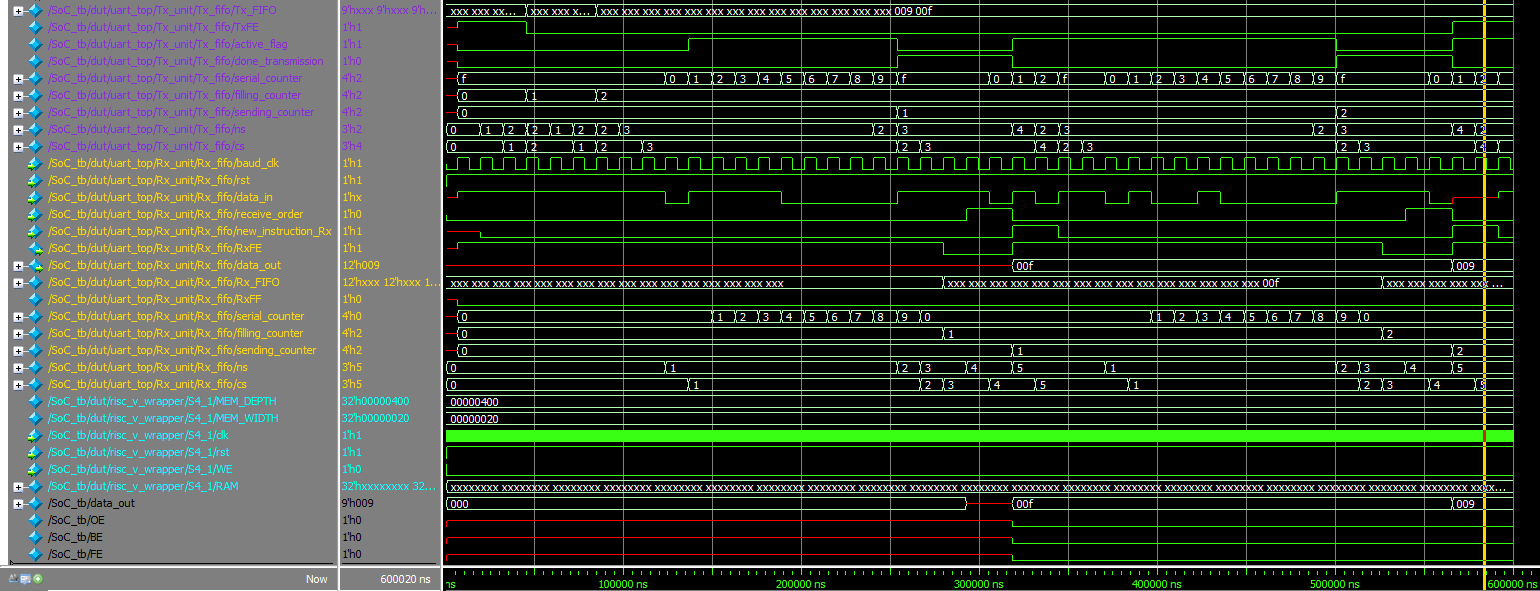 /SoC_tb/dut/uart_top/Tx_unit/Tx_fifo/Tx_FIFO 9'hxxx 9'hxxx 9'h... xxx xxx xx... xxx xxx x... xxx xxx xxx xxx xxx xxx xxx xxx xxx xxx xxx xxx xxx xxx 009 00f
/SoC_tb/dut/uart_top/Tx_unit/Tx_fifo/TxFE 1'h1
/SoC_tb/dut/uart_top/Tx_unit/Tx_fifo/active_flag 1'h1
/SoC_tb/dut/uart_top/Tx_unit/Tx_fifo/done_transmission 1'h0
/SoC_tb/dut/uart_top/Tx_unit/Tx_fifo/serial_counter 4'h2 f 0 1 2 3 4 5 6 7 8 9 f 0 1 2 f 0 1 2 3 4 5 6 7 8 9 f 0 1 2
/SoC_tb/dut/uart_top/Tx_unit/Tx_fifo/filling_counter 4'h2 0 1 2
/SoC_tb/dut/uart_top/Tx_unit/Tx_fifo/sending_counter 4'h2 0 1 2
/SoC_tb/dut/uart_top/Tx_unit/Tx_fifo/ns 3'h2 0 1 2 2 1 2 2 3 2 3 4 2 3 2 3 4 2
/SoC_tb/dut/uart_top/Tx_unit/Tx_fifo/cs 3'h4 0 1 2 1 2 3 2 3 4 2 3 2 3 4
/SoC_tb/dut/uart_top/Rx_unit/Rx_fifo/baud_clk 1'h1
/SoC_tb/dut/uart_top/Rx_unit/Rx_fifo/rst 1'h1
/SoC_tb/dut/uart_top/Rx_unit/Rx_fifo/data_in 1'hx
/SoC_tb/dut/uart_top/Rx_unit/Rx_fifo/receive_order 1'h0
/SoC_tb/dut/uart_top/Rx_unit/Rx_fifo/new_instruction_Rx 1'h1
/SoC_tb/dut/uart_top/Rx_unit/Rx_fifo/RxFE 1'h1
/SoC_tb/dut/uart_top/Rx_unit/Rx_fifo/data_out 12'h009 00f 009
/SoC_tb/dut/uart_top/Rx_unit/Rx_fifo/Rx_FIFO 12'hxxx 12'hxxx 1... xxx xxx xxx xxx xxx xxx xxx xxx xxx xxx xxx xxx xxx xxx xxx xxx xxx xxx xxx xxx xxx xxx xxx xxx xxx xxx xxx xxx xxx xxx xxx 00f xxx xxx xxx xxx xxx ...
/SoC_tb/dut/uart_top/Rx_unit/Rx_fifo/RxFF 1'h0
/SoC_tb/dut/uart_top/Rx_unit/Rx_fifo/serial_counter 4'h0 0 1 2 3 4 5 6 7 8 9 0 1 2 3 4 5 6 7 8 9 0
/SoC_tb/dut/uart_top/Rx_unit/Rx_fifo/filling_counter 4'h2 0 1 2
/SoC_tb/dut/uart_top/Rx_unit/Rx_fifo/sending_counter 4'h2 0 1 2
/SoC_tb/dut/uart_top/Rx_unit/Rx_fifo/ns 3'h5 0 1 2 3 4 5 1 2 3 4 5
/SoC_tb/dut/uart_top/Rx_unit/Rx_fifo/cs 3'h5 0 1 2 3 4 5 1 2 3 4 5
/SoC_tb/dut/risc_v_wrapper/S4_1/MEM_DEPTH 32'h00000400 00000400
/SoC_tb/dut/risc_v_wrapper/S4_1/MEM_WIDTH 32'h00000020 00000020
/SoC_tb/dut/risc_v_wrapper/S4_1/clk 1'h1
/SoC_tb/dut/risc_v_wrapper/S4_1/rst 1'h1
/SoC_tb/dut/risc_v_wrapper/S4_1/WE 1'h0
/SoC_tb/dut/risc_v_wrapper/S4_1/RAM 32'hxxxxxxxx 32... xxxxxxxx xxxxxxxx xxxxxxxx xxxxxxxx xxxxxxxx xxxxxxxx xxxxxxxx xxxxxxxx xxxxxxxx xxxxxxxx xxxxxxxx xxxxxxxx xxxxxxxx xxxxxxxx xxxxxxxx xxxxxxxx xxxxxxxx xxxxxxxx xxxxxxxx xxxx...
/SoC_tb/data_out 9'h009 000 00f 009
/SoC_tb/OE 1'h0
/SoC_tb/BE 1'h0
/SoC_tb/FE 1'h0
Now 600020 ns ns 100000 ns 200000 ns 300000 ns 400000 ns 500000 ns 600000 ns